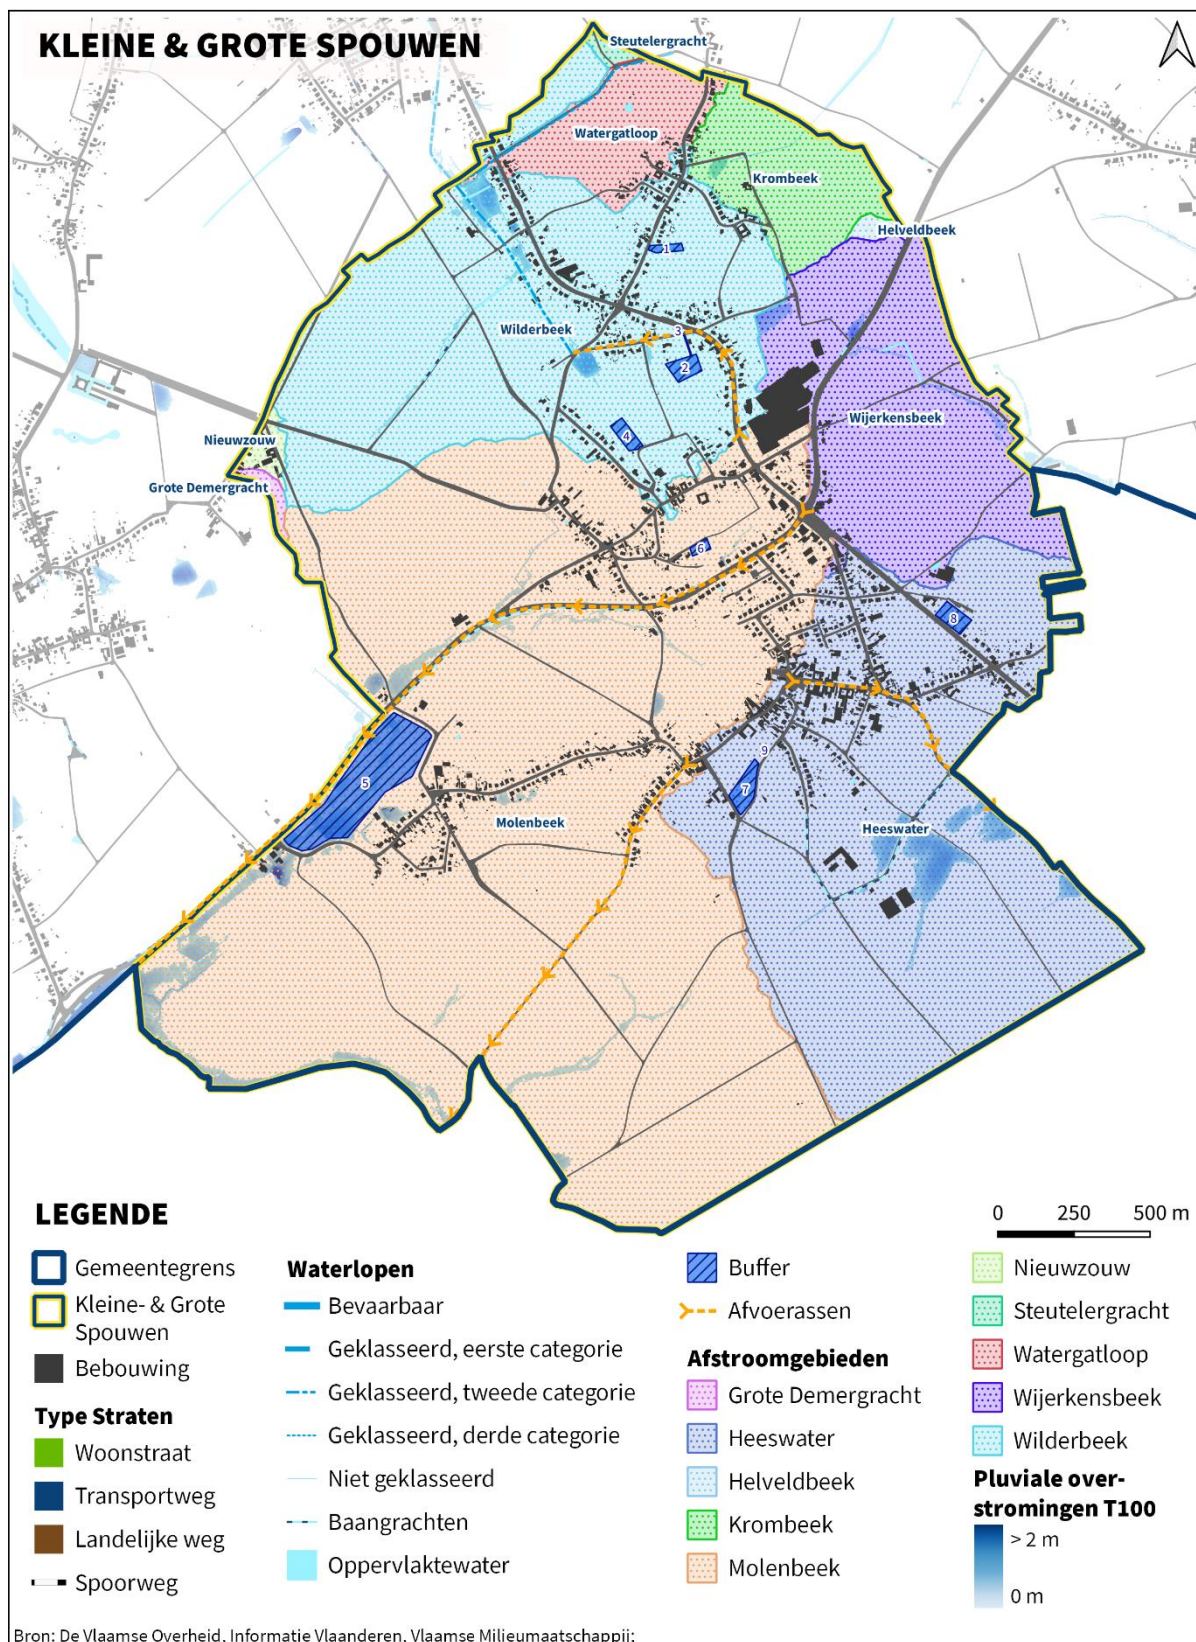 KLEINE & GROTE SPOUWEN
Steutelergracht
Watergatloop
Krombeek
Helveldbeek
1
Wilderbeek
3
2
Wijerkensbeek
4
Nieuwzouw
Grote Demergracht
6
8
9
5
7
Molenbeek
Heeswater
LEGENDE
Gemeentegrens
Kleine- & Grote
Spouwen
Bebouwing
Type Straten
Woonstraat
Transportweg
Landelijke weg
Spoorweg
Waterlopen
Bevaarbaar
Geklasseerd, eerste categorie
Geklasseerd, tweede categorie
Geklasseerd, derde categorie
Niet geklasseerd
Baangrachten
Oppervlaktewater
Buffer
Afvoerassen
Afstroomgebieden
Grote Demergracht
Heeswater
Helveldbeek
Krombeek
Molenbeek
0 250 500 m
Nieuwzouw
Steutelergracht
Watergatloop
Wijerkensbeek
Wilderbeek
Pluviale over-
stromingen T100
> 2 m
0 m
Bron: De Vlaamse Overheid, Informatie Vlaanderen, Vlaamse Milieumaatschappij;